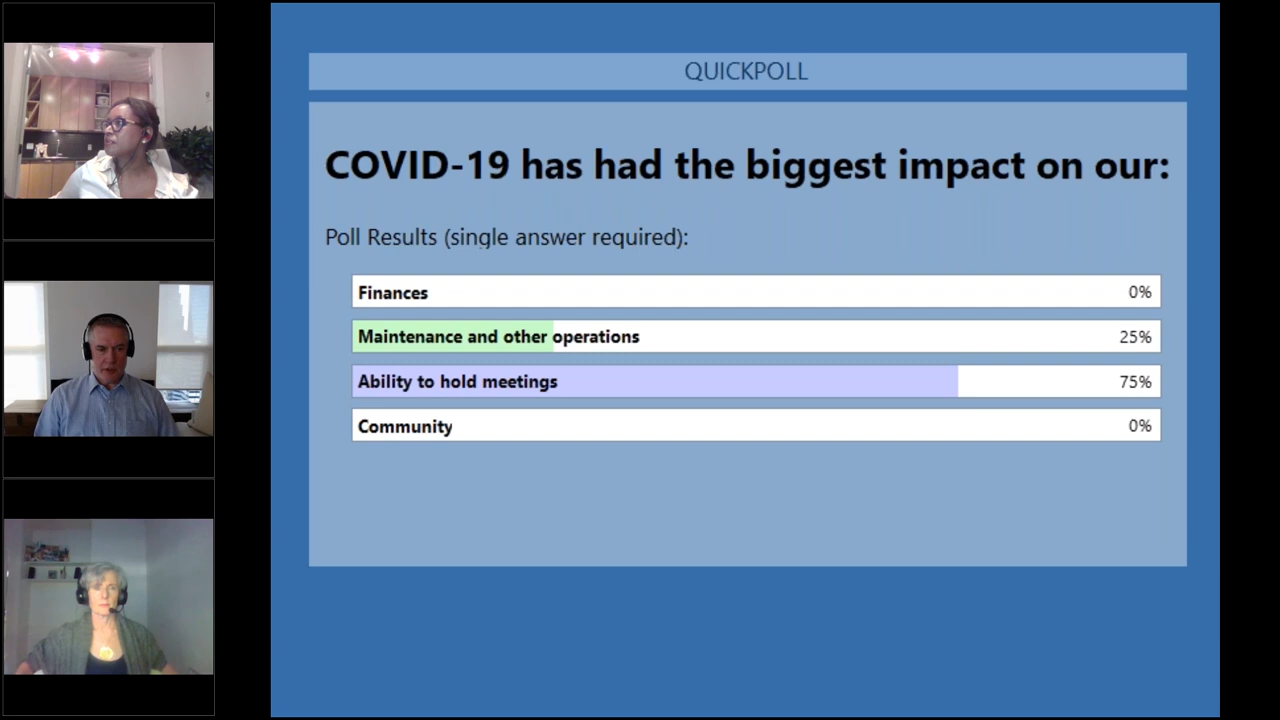 QUICKPOLL
COVID-19 has had the biggest impact on our:
Poll Results (single answer required):
Finances 0%
Maintenance and other operations 25%
Ability to hold meetings 75%
Community 0%